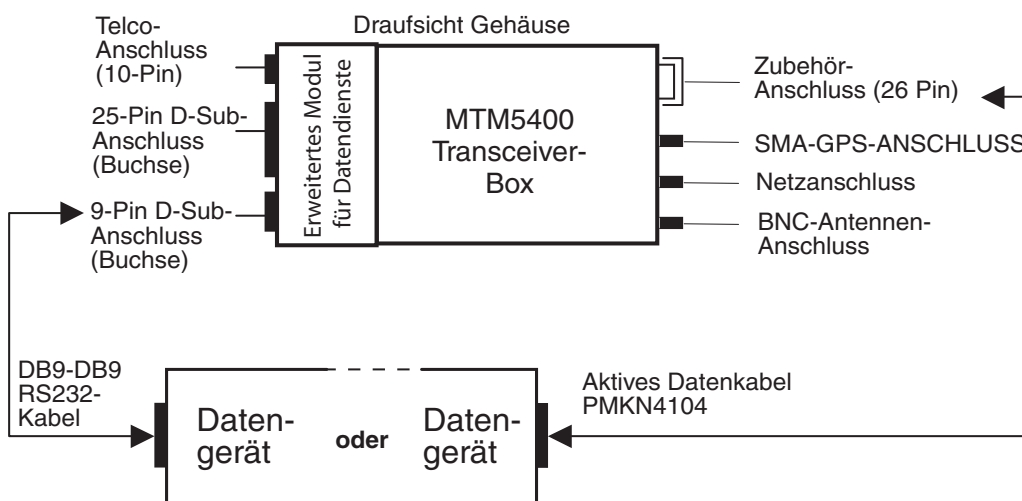 Draufsicht Gehäuse
Telco-
Anschluss
(10-Pin)
25-Pin D-Sub-
Anschluss
(Buchse)
9-Pin D-Sub-
Anschluss
(Buchse)
Erweitertes Modul
für Datendienste
MTM5400
Transceiver-
Box
Zubehör-
Anschluss (26 Pin)
SMA-GPS-ANSCHLUSS
Netzanschluss
BNC-Antennen-
Anschluss
DB9-DB9
RS232-
Kabel
Daten-
gerät
oder
Daten-
gerät
Aktives Datenkabel
PMKN4104